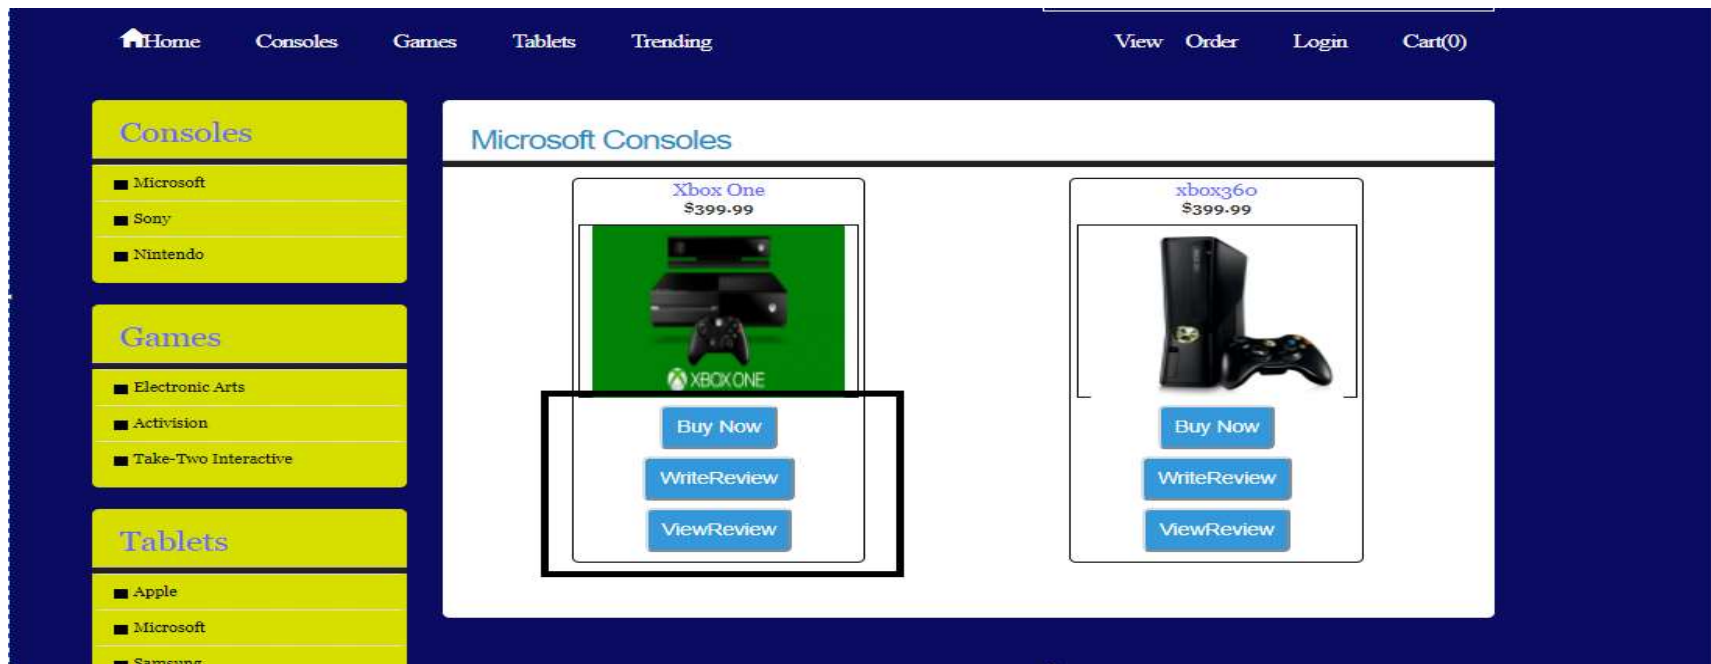 Home Consoles Games Tablets Trending View Order Login Cart(0)
Consoles
Microsoft
Sony
Nintendo
Games
Electronic Arts
Activision
Take-Two Interactive
Tablets
Apple
Microsoft
Samsung
Microsoft Consoles
Xbox One
$399.99
XBOX ONE
Buy Now
WriteReview
ViewReview
xbox360
$399.99
Buy Now
WriteReview
ViewReview